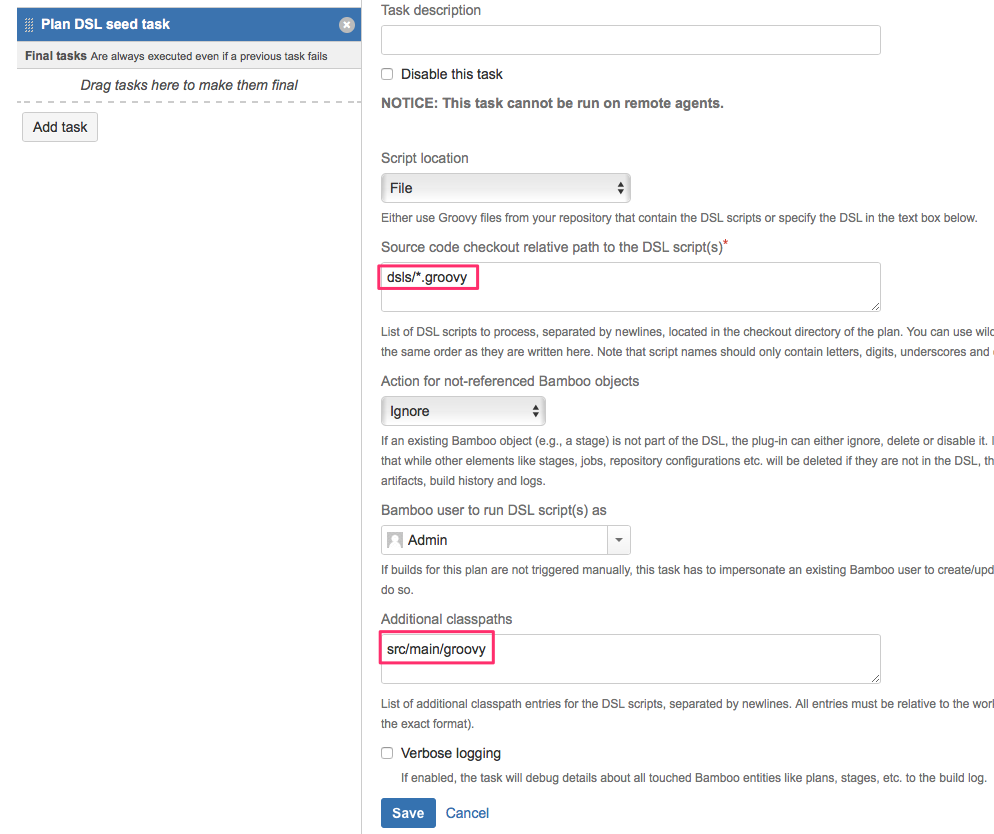 Plan DSL seed task
Final tasks Are always executed even if a previous task fails
Drag tasks here to make them final
Add task
Task description
Disable this task
NOTICE: This task cannot be run on remote agents.
Script location
File
Either use Groovy files from your repository that contain the DSL scripts or specify the DSL in the text box below.
Source code checkout relative path to the DSL script(s)*
dsls/*.groovy
List of DSL scripts to process, separated by newlines, located in the checkout directory of the plan. You can use
the same order as they are written here. Note that script names should only contain letters, digits, underscores and
Action for not-referenced Bamboo objects
Ignore
If an existing Bamboo object (e.g., a stage) is not part of the DSL, the plug-in can either ignore, delete or disable it.
that while other elements like stages, jobs, repository configurations etc. will be deleted if they are not in the DSL,
artifacts, build history and logs.
Bamboo user to run DSL script(s) as
Admin
If builds for this plan are not triggered manually, this task has to impersonate an existing Bamboo user to
do so.
Additional classpaths
src/main/groovy
List of additional classpath entries for the DSL scripts, separated by newlines. All entries must be relative to the
the exact format).
Verbose logging
If enabled, the task will debug details about all touched Bamboo entities like plans, stages, etc. to the build log.
Save Cancel